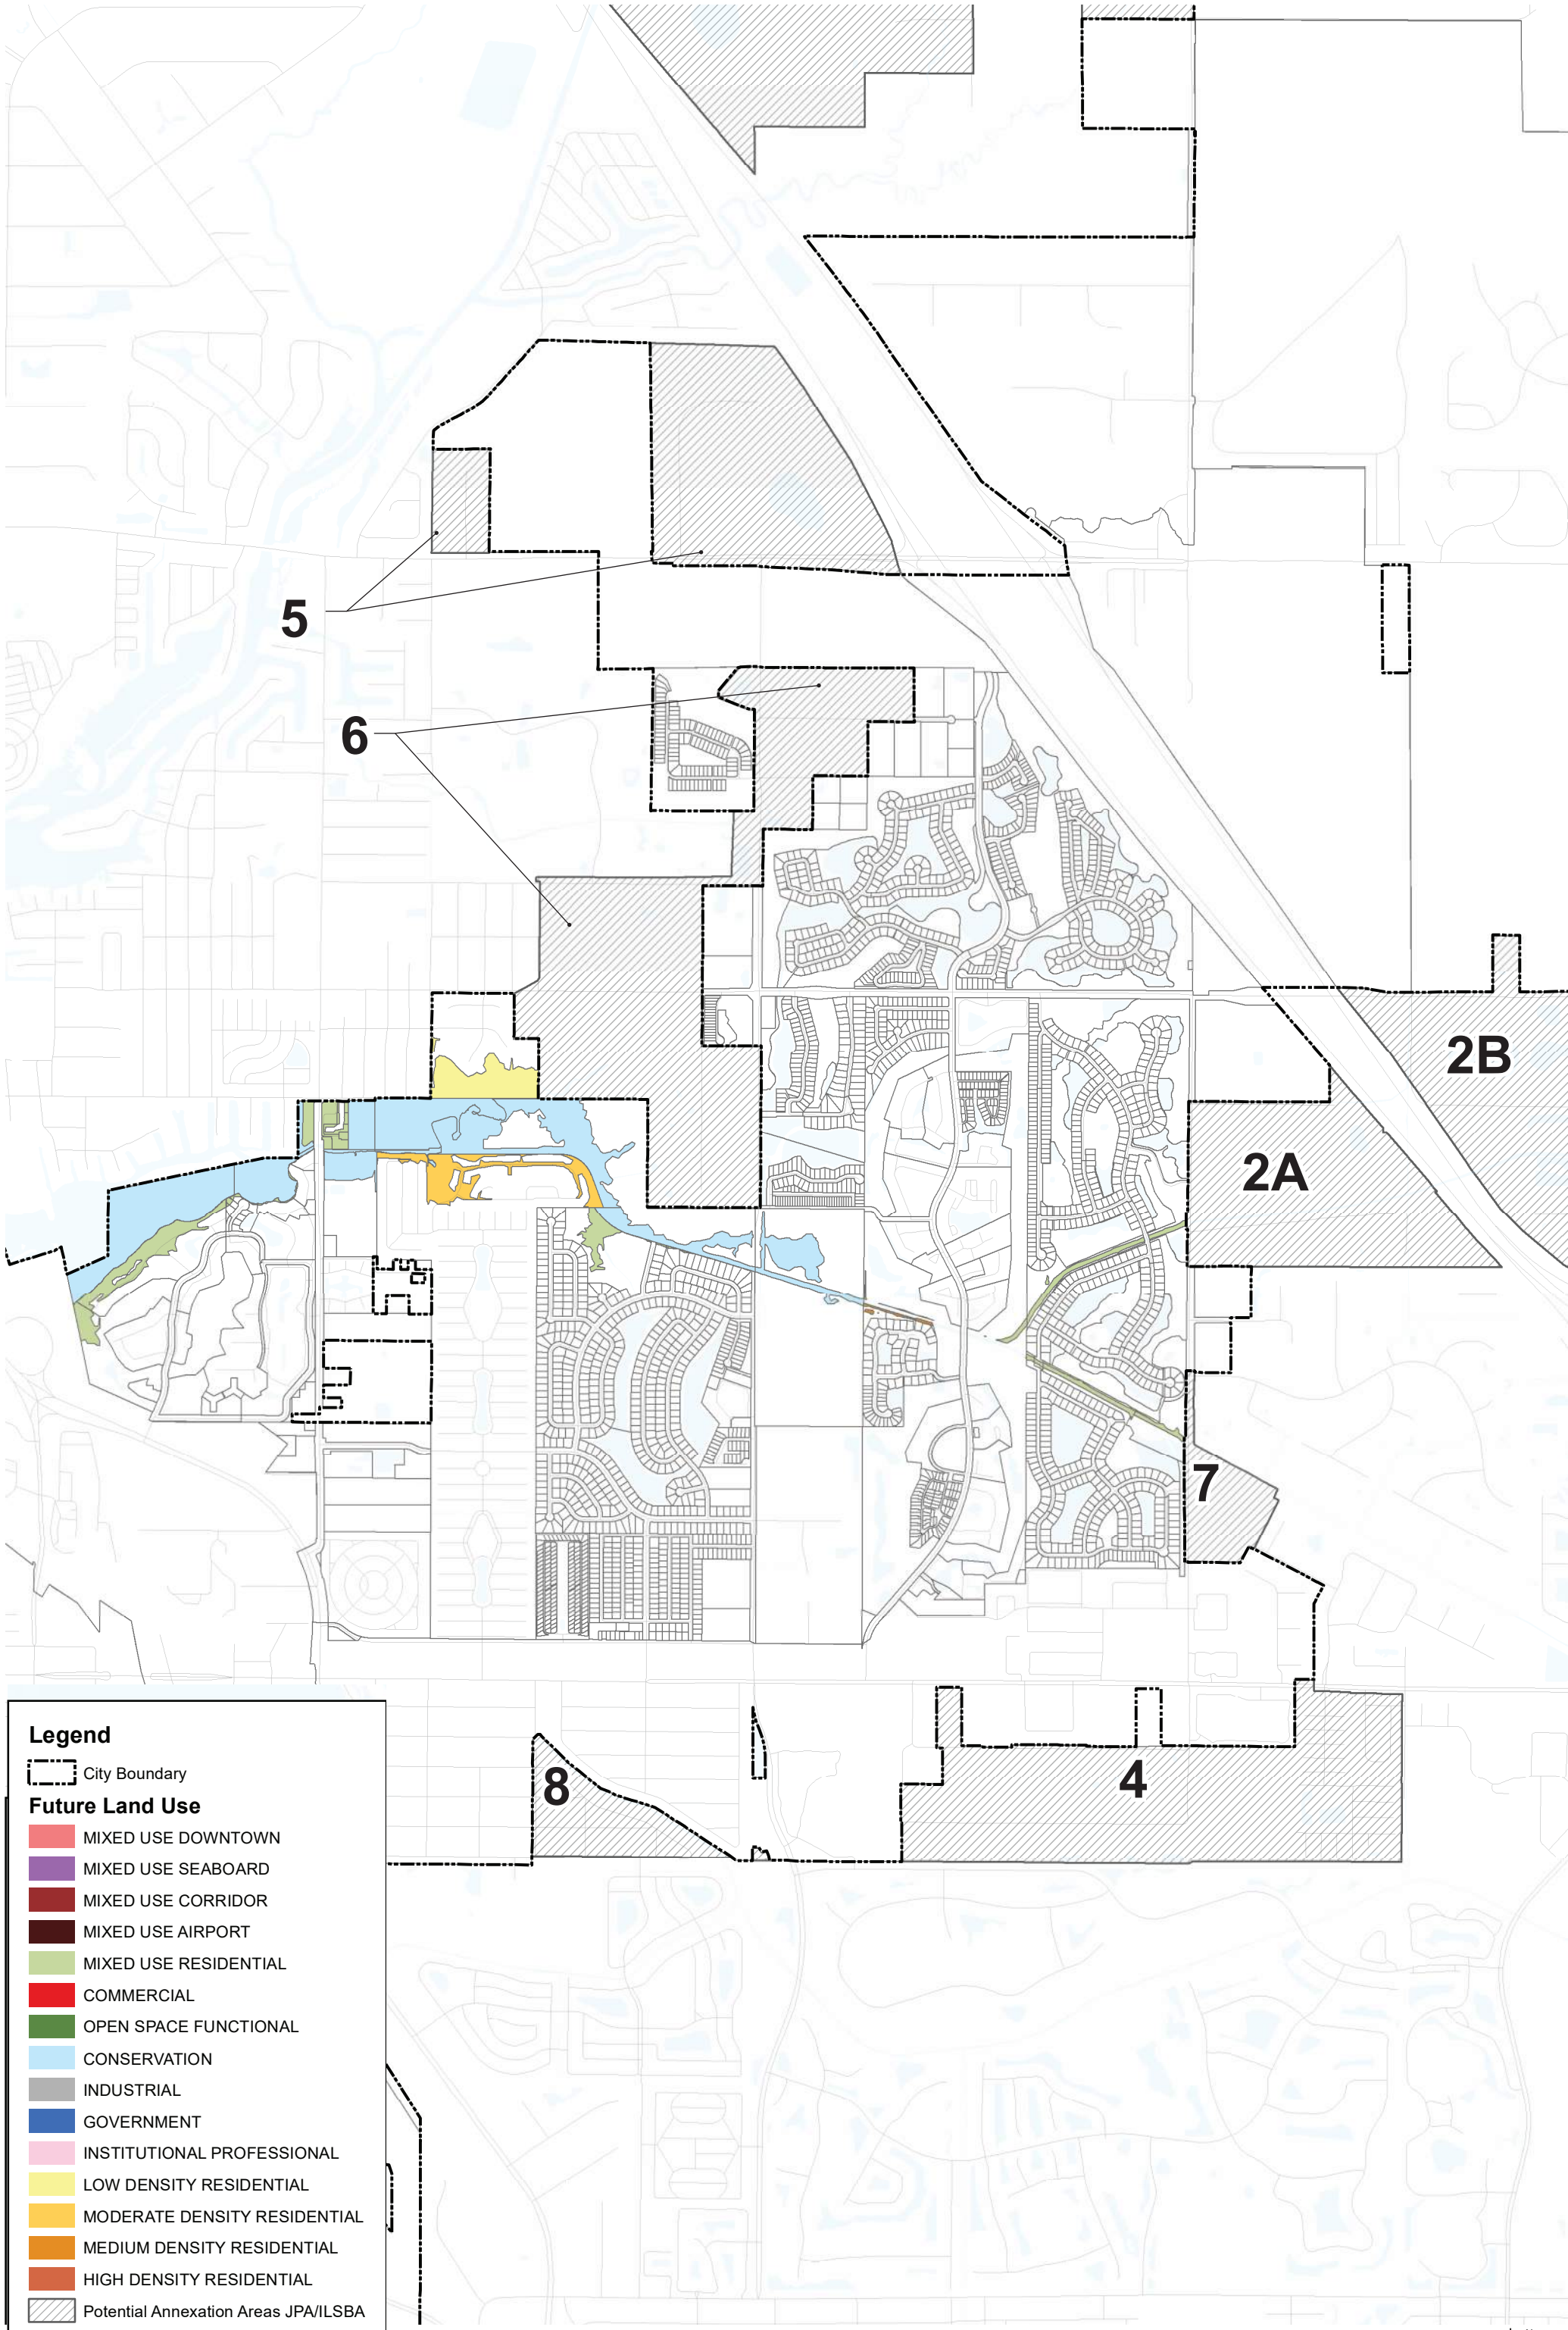 5
6
2B
2A
7
8
4
Legend
City Boundary
Future Land Use
MIXED USE DOWNTOWN
MIXED USE SEABOARD
MIXED USE CORRIDOR
MIXED USE AIRPORT
MIXED USE RESIDENTIAL
COMMERCIAL
OPEN SPACE FUNCTIONAL
CONSERVATION
INDUSTRIAL
GOVERNMENT
INSTITUTIONAL PROFESSIONAL
LOW DENSITY RESIDENTIAL
MODERATE DENSITY RESIDENTIAL
MEDIUM DENSITY RESIDENTIAL
HIGH DENSITY RESIDENTIAL
Potential Annexation Areas JPA/ILSBA